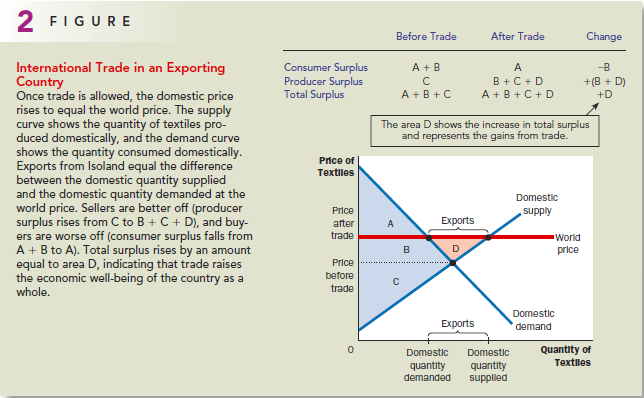 2 FIGURE
International Trade in an Exporting
Country
Once trade is allowed, the domestic price
rises to equal the world price. The supply
curve shows the quantity of textiles pro-
duced domestically, and the demand curve
shows the quantity consumed domestically.
Exports from Isoland equal the difference
between the domestic quantity supplied
and the domestic quantity demanded at the
world price. Sellers are better off (producer
surplus rises from C to B + C + D), and buy-
ers are worse off (consumer surplus falls from
A + B to A). Total surplus rises by an amount
equal to area D, indicating that trade raises
the economic well-being of the country as a
whole.
Before Trade After Trade Change
Consumer Surplus A + B A –B
Producer Surplus C B + C + D +(B + D)
Total Surplus A + B + C A + B + C + D +D
The area D shows the increase in total surplus
and represents the gains from trade.
Price of
Textiles
Domestic
supply
Price
after
trade
A
Exports
World
price
B
D
Price
before
trade
C
Exports
Domestic
demand
0
Domestic
quantity
demanded
Domestic
quantity
supplied
Quantity of
Textiles